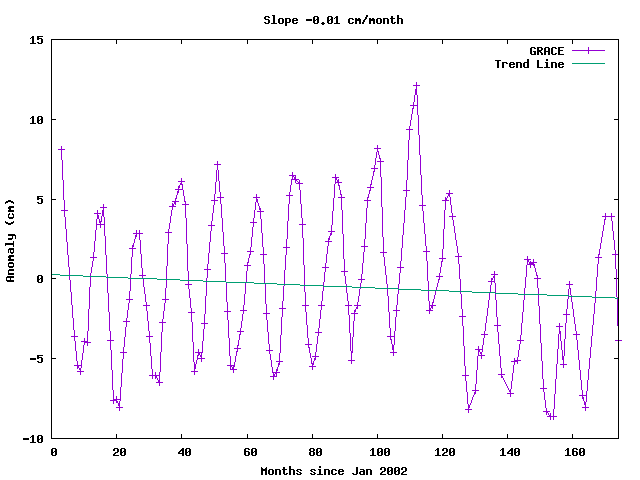 Slope -0.01 cm/month
GRACE
Trend Line
15
10
5
0
-5
-10
Anomaly (cm)
0 20 40 60 80 100 120 140 160
Months since Jan 2002